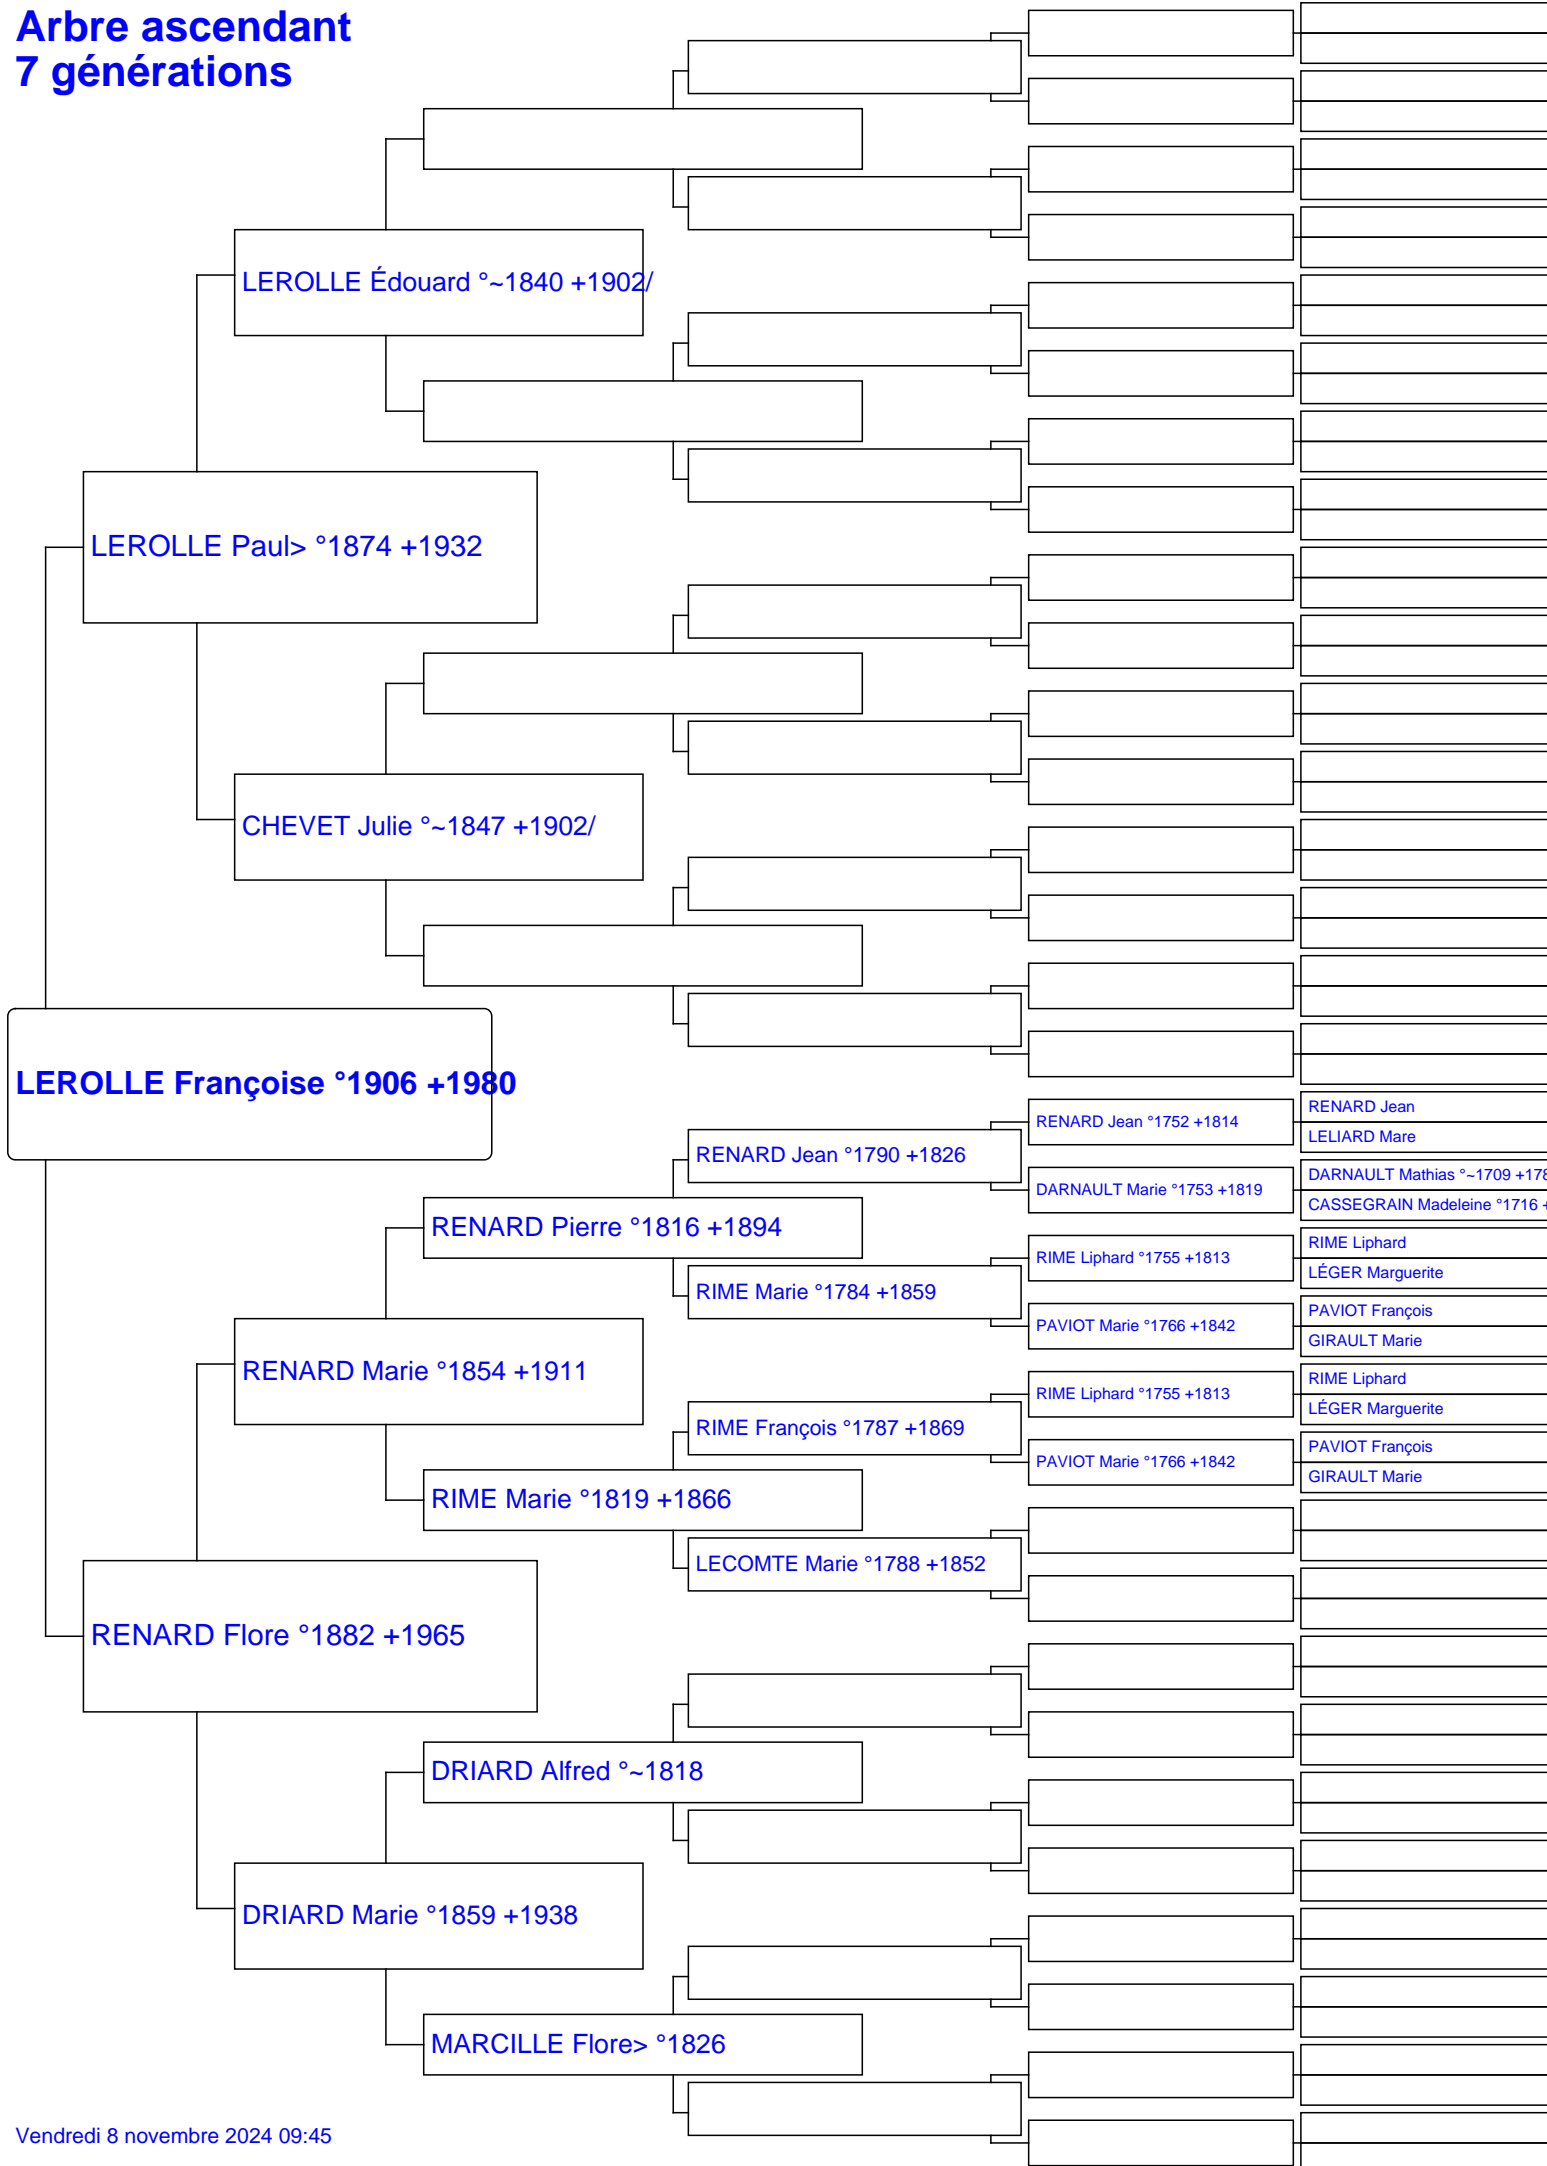 Arbre ascendant
7 générations
LEROLLE Édouard °~1840 +1902/
LEROLLE Paul> °1874 +1932
CHEVET Julie °~1847 +1902/
LEROLLE Françoise °1906 +1980
RENARD Jean °1752 +1814
RENARD Jean
LELIARD Mare
RENARD Jean °1790 +1826
DARNAULT Marie °1753 +1819
DARNAULT Mathias °~1709 +178
CASSEGRAIN Madeleine °1716 +
RENARD Pierre °1816 +1894
RIME Liphard °1755 +1813
RIME Liphard
LÉGER Marguerite
RIME Marie °1784 +1859
PAVIOT Marie °1766 +1842
PAVIOT François
GIRAULT Marie
RENARD Marie °1854 +1911
RIME Liphard °1755 +1813
RIME Liphard
LÉGER Marguerite
RIME François °1787 +1869
PAVIOT Marie °1766 +1842
PAVIOT François
GIRAULT Marie
RIME Marie °1819 +1866
LECOMTE Marie °1788 +1852
RENARD Flore °1882 +1965
DRIARD Alfred °~1818
DRIARD Marie °1859 +1938
MARCILLE Flore> °1826
Vendredi 8 novembre 2024 09:45